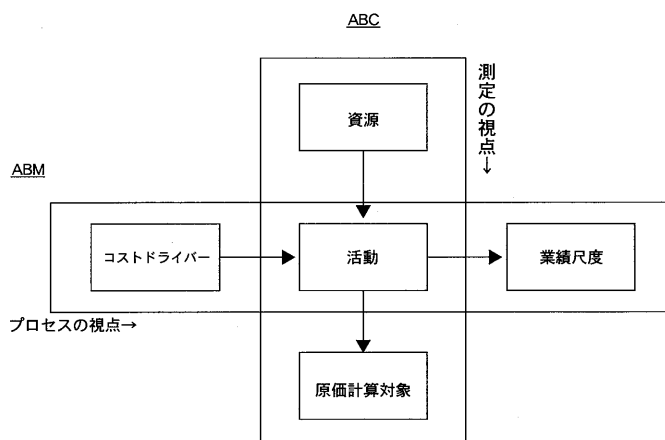 ABC
資源
測定の視点↓
ABM
コストドライバー
活動
業績尺度
プロセスの視点→
原価計算対象